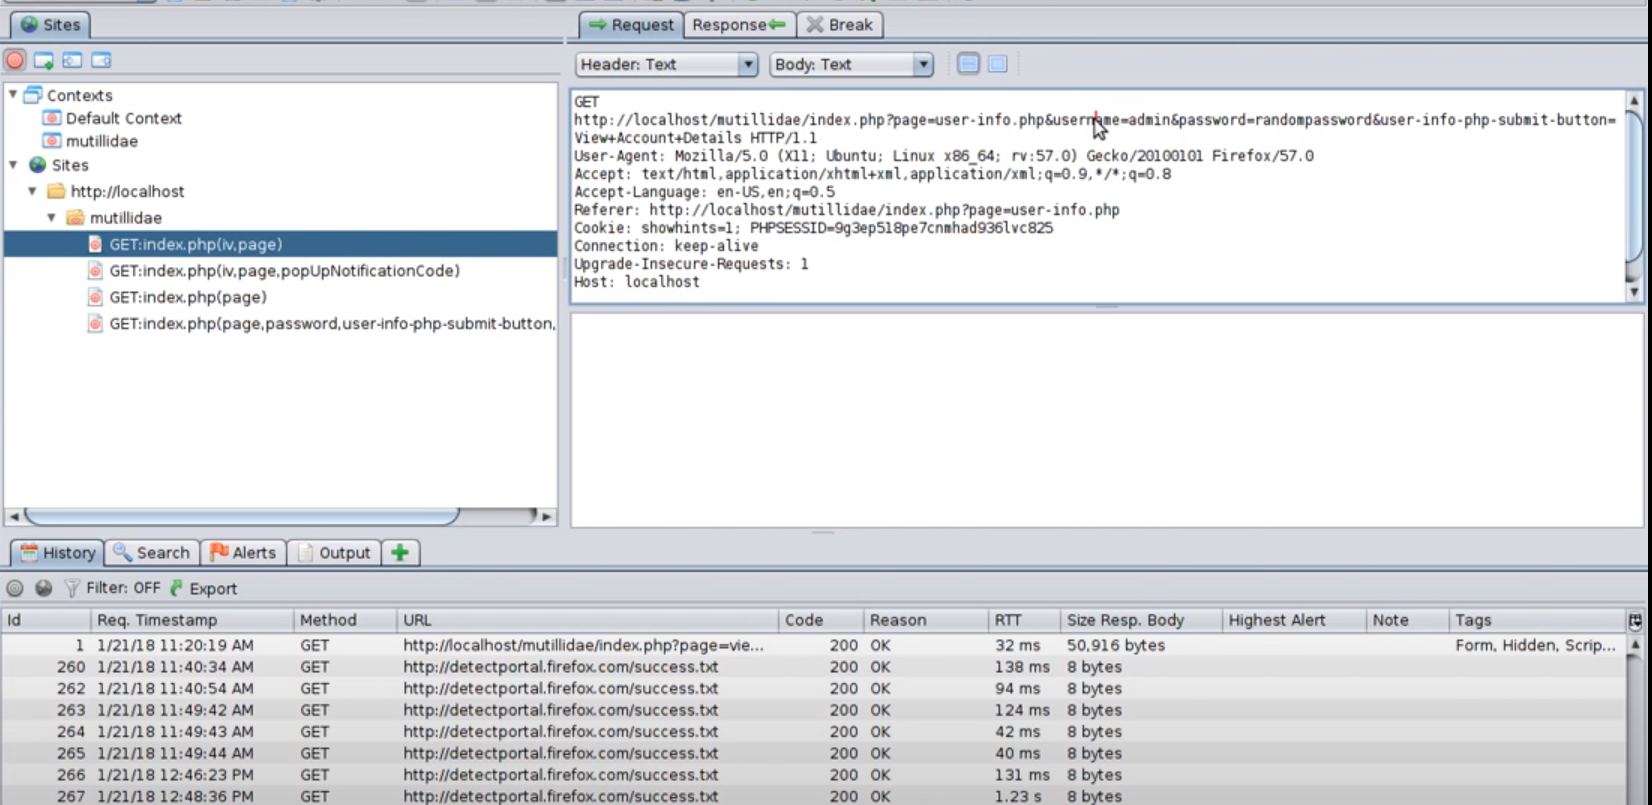 Sites
Request Response Break
Header: Text Body: Text
Contexts
Default Context
mutillidae
Sites
http://localhost
mutillidae
GET:index.php(iv,page)
GET:index.php(iv,page,popUpNotificationCode)
GET:index.php(page)
GET:index.php(page,password,user-info-php-submit-button,
GET
http://localhost/mutillidae/index.php?page=user-info.php&username=admin&password=randompassword&user-info-php-submit-button=
View+Account+Details HTTP/1.1
User-Agent: Mozilla/5.0 (X11; Ubuntu; Linux x86_64; rv:57.0) Gecko/20100101 Firefox/57.0
Accept: text/html,application/xhtml+xml,application/xml;q=0.9,*/*;q=0.8
Accept-Language: en-US,en;q=0.5
Referer: http://localhost/mutillidae/index.php?page=user-info.php
Cookie: showhints=1; PHPSESSID=9g3ep518pe7cnmhad936lvc825
Connection: keep-alive
Upgrade-Insecure-Requests: 1
Host: localhost
History Search Alerts Output
Filter: OFF Export
Id Req. Timestamp Method URL Code Reason RTT Size Resp. Body Highest Alert Note Tags
1 1/21/18 11:20:19 AM GET http://localhost/mutillidae/index.php?page=vie... 200 OK 32 ms 50,916 bytes Form, Hidden, Scrip...
260 1/21/18 11:40:34 AM GET http://detectportal.firefox.com/success.txt 200 OK 138 ms 8 bytes
262 1/21/18 11:40:54 AM GET http://detectportal.firefox.com/success.txt 200 OK 94 ms 8 bytes
263 1/21/18 11:49:42 AM GET http://detectportal.firefox.com/success.txt 200 OK 124 ms 8 bytes
264 1/21/18 11:49:43 AM GET http://detectportal.firefox.com/success.txt 200 OK 42 ms 8 bytes
265 1/21/18 11:49:44 AM GET http://detectportal.firefox.com/success.txt 200 OK 40 ms 8 bytes
266 1/21/18 12:46:23 PM GET http://detectportal.firefox.com/success.txt 200 OK 131 ms 8 bytes
267 1/21/18 12:48:36 PM GET http://detectportal.firefox.com/success.txt 200 OK 1.23 s 8 bytes